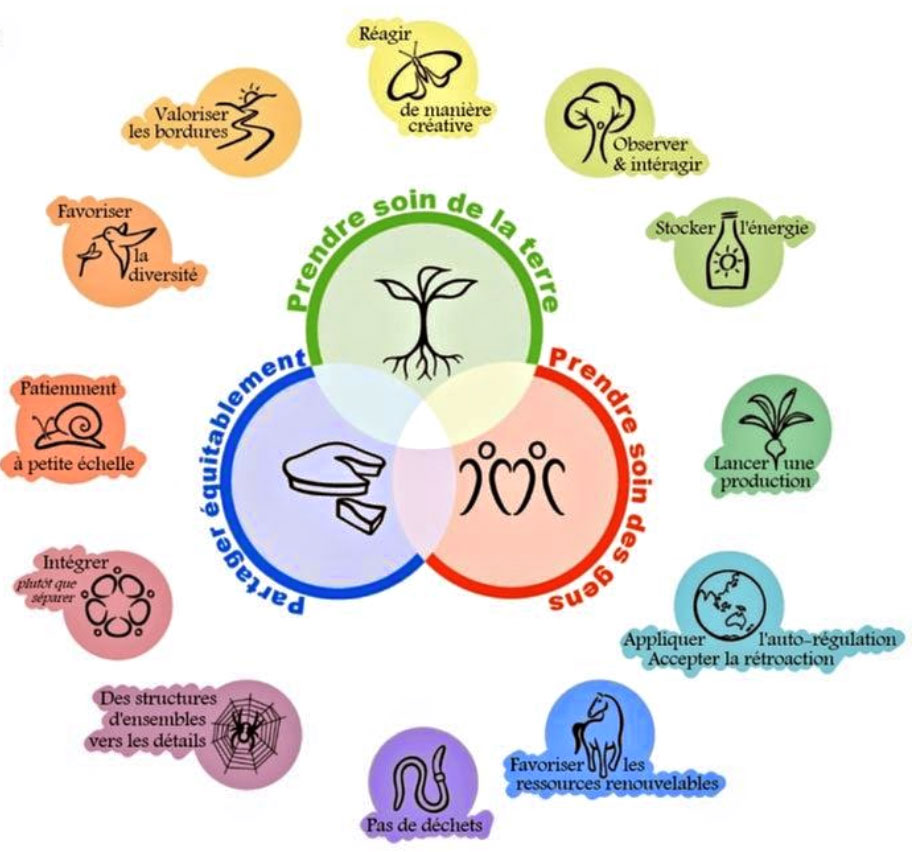 Réagir
de manière
créative
Observer
& intéragir
Stocker l'énergie
Lancer une
production
Appliquer l'auto-régulation
Accepter la rétroaction
Favoriser les
ressources renouvelables
Pas de déchets
Des structures
d'ensembles
vers les détails
Intégrer
plutôt que
séparer
Patiemment
à petite échelle
Favoriser
la
diversité
Valoriser
les bordures
Prendre soin de la terre
Prendre soin des gens
Partager équitablement